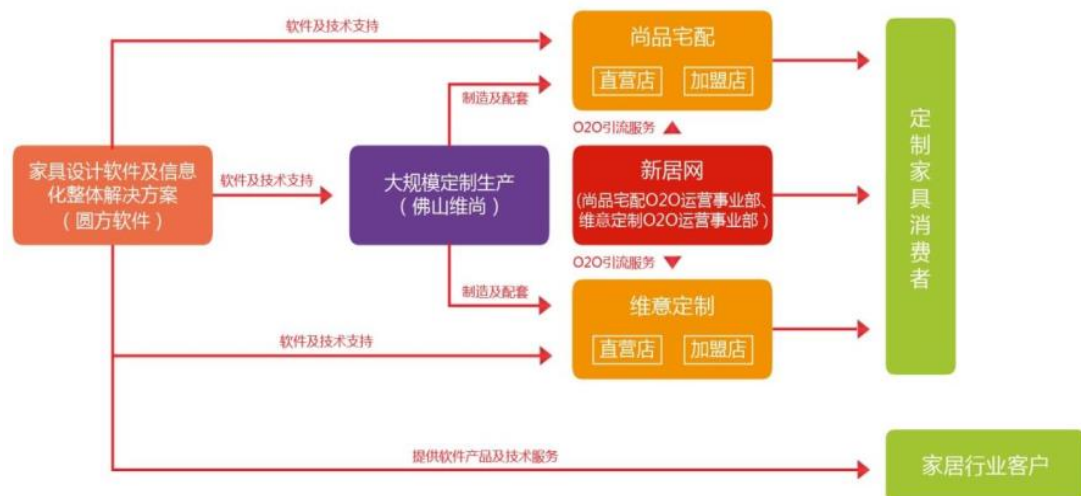 软件及技术支持
尚品宅配
直营店 加盟店
制造及配套
O2O引流服务
家具设计软件及信息
化整体解决方案
(圆方软件)
软件及技术支持
大规模定制生产
(佛山维尚)
新居网
(尚品宅配O2O运营事业部、
维意定制O2O运营事业部)
O2O引流服务
制造及配套
维意定制
直营店 加盟店
软件及技术支持
定制家具消费者
提供软件产品及技术服务
家居行业客户